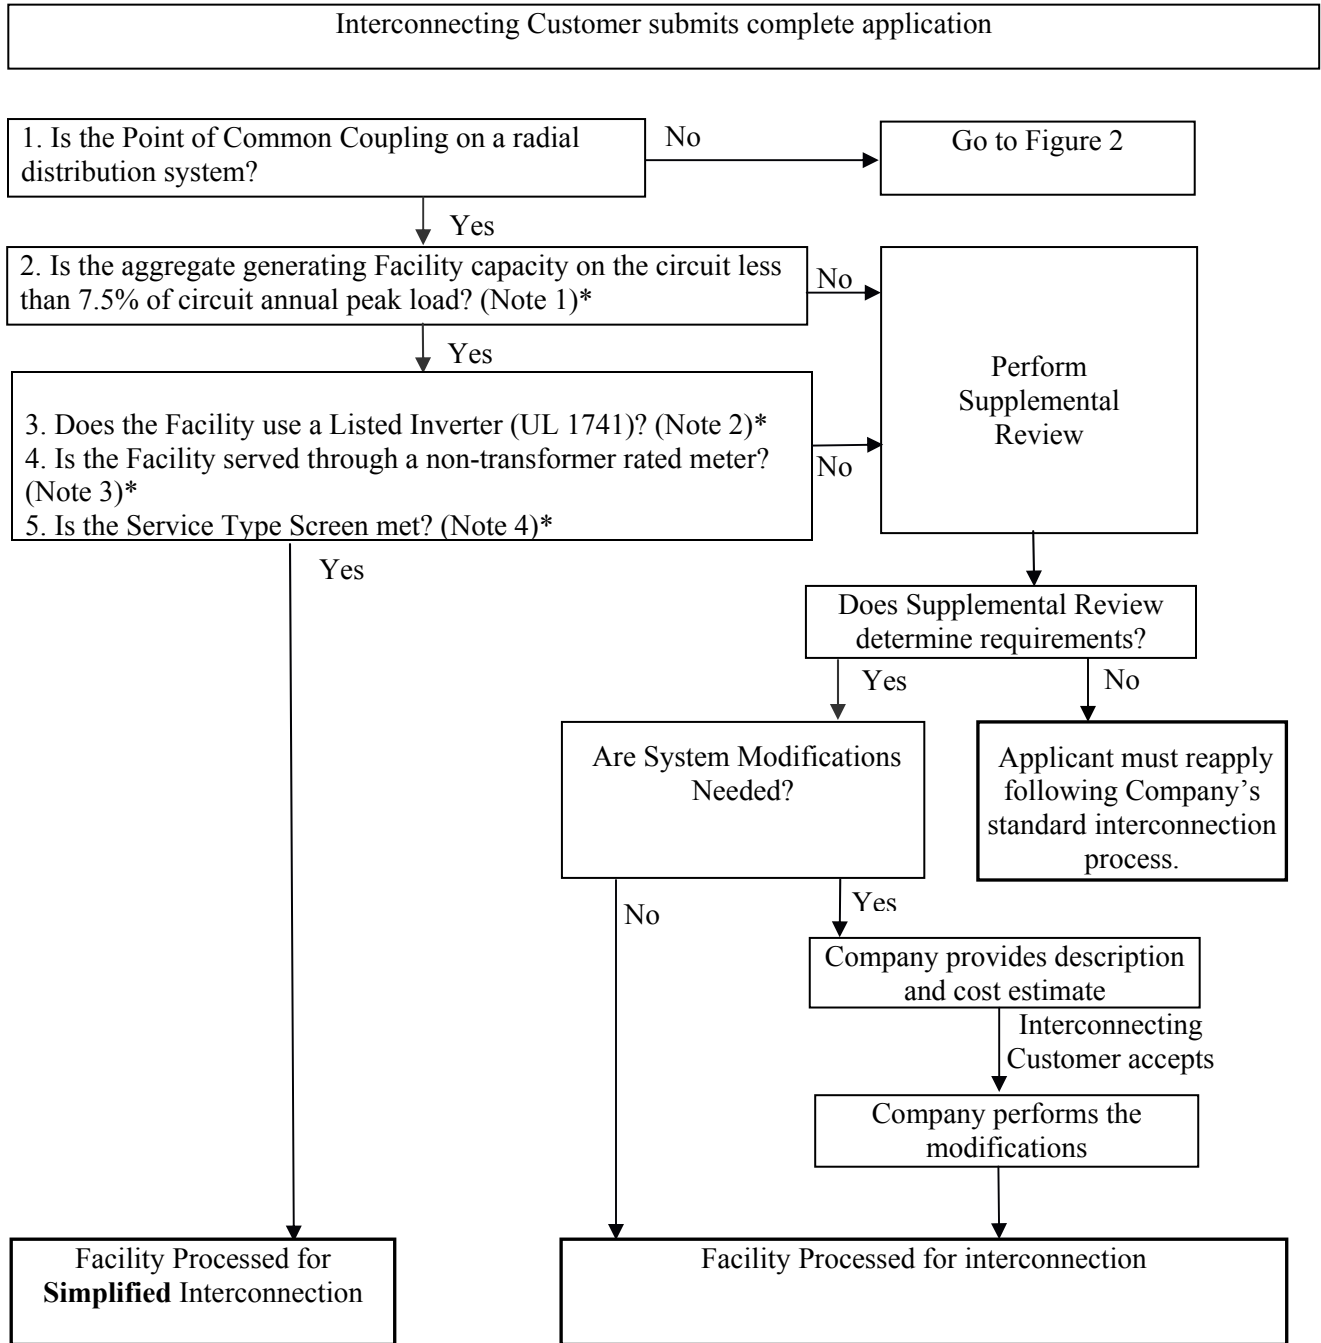 Interconnecting Customer submits complete application
1. Is the Point of Common Coupling on a radial
distribution system?
No
Go to Figure 2
Yes
2. Is the aggregate generating Facility capacity on the circuit less
than 7.5% of circuit annual peak load? (Note 1)*
No
Yes
Perform
Supplemental
Review
3. Does the Facility use a Listed Inverter (UL 1741)? (Note 2)*
4. Is the Facility served through a non-transformer rated meter?
(Note 3)*
5. Is the Service Type Screen met? (Note 4)*
No
Yes
Does Supplemental Review
determine requirements?
Yes
No
Are System Modifications
Needed?
Applicant must reapply
following Company’s
standard interconnection
process.
No
Yes
Company provides description
and cost estimate
Interconnecting
Customer accepts
Company performs the
modifications
Facility Processed for
Simplified Interconnection
Facility Processed for interconnection